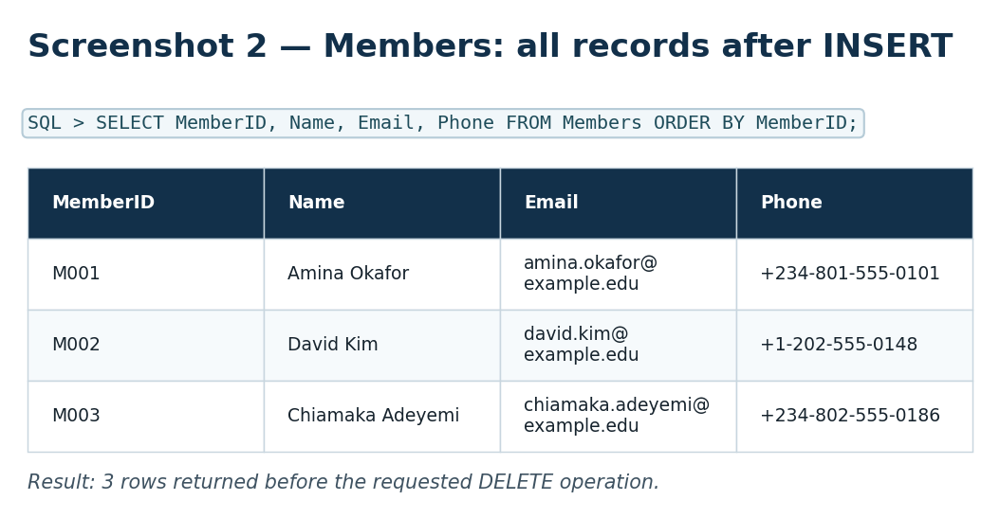 Screenshot 2 — Members: all records after INSERT
SQL > SELECT MemberID, Name, Email, Phone FROM Members ORDER BY MemberID;
MemberID Name Email Phone
M001 Amina Okafor amina.okafor@ +234-801-555-0101
example.edu
M002 David Kim david.kim@ +1-202-555-0148
example.edu
M003 Chiamaka Adeyemi chiamaka.adeyemi@ +234-802-555-0186
example.edu
Result: 3 rows returned before the requested DELETE operation.